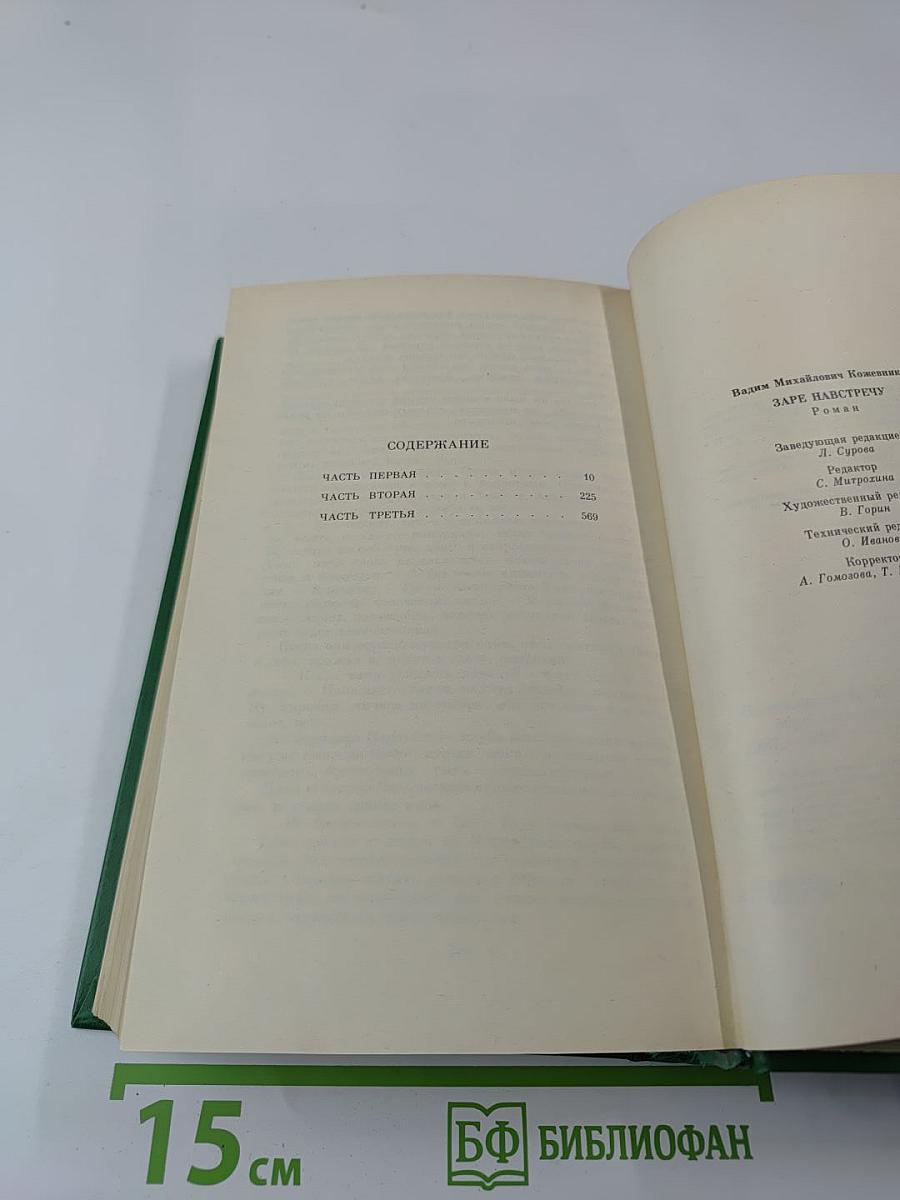 СОДЕРЖАНИЕ
ЧАСТЬ ПЕРВАЯ . . . . . . . . . . 10
ЧАСТЬ ВТОРАЯ . . . . . . . . . . 225
ЧАСТЬ ТРЕТЬЯ . . . . . . . . . . 569
Вадим Михайлович Кожевник
ЗАРЕ НАВСТРЕЧУ
Роман
Заведующая редакцие
Л. Сурова
Редактор
С. Митрохина
Художественный ре
В. Горин
Технический ред
О. Иванов
Корректо
А. Гомозова, Т.
15 см
БФ БИБЛИОФАН